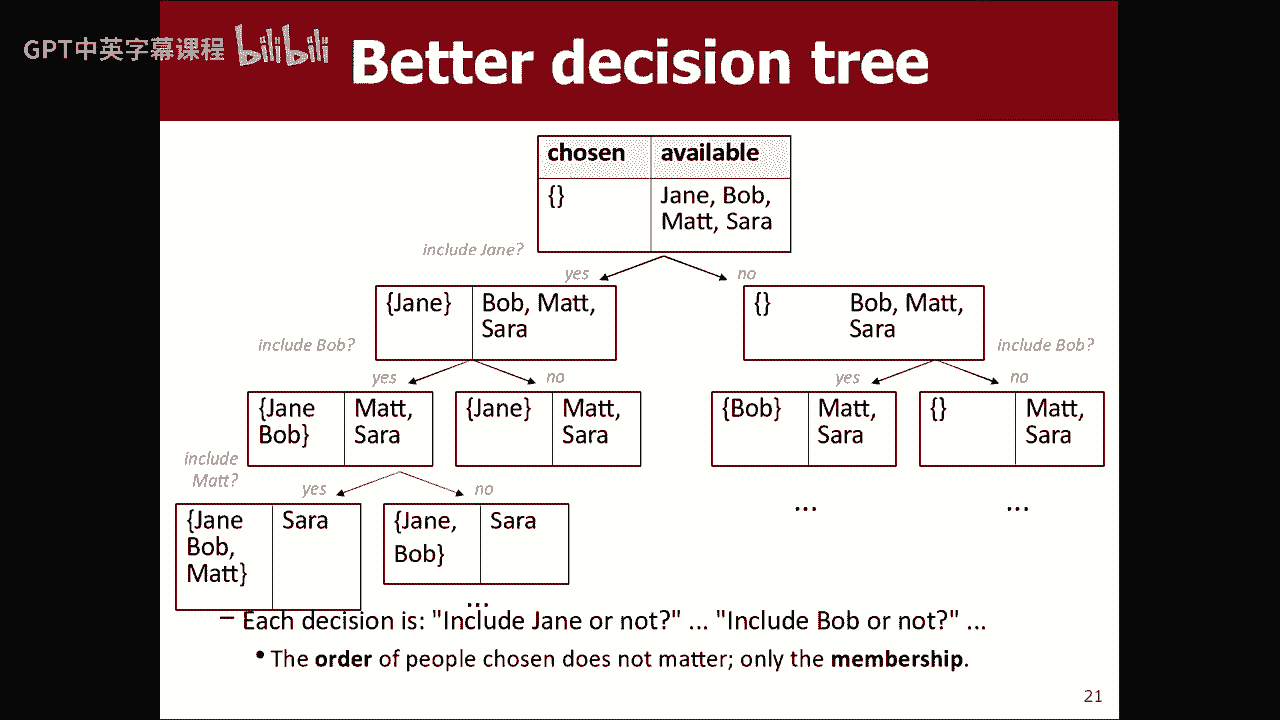 GPT中英字幕课程 bilibili
Better decision tree
chosen available
{} Jane, Bob,
Matt, Sara
include Jane?
yes no
{Jane} Bob, Matt,
Sara
{} Bob, Matt,
Sara
include Bob?
include Bob?
yes no
yes no
{Jane
Bob}
Matt,
Sara
{Jane} Matt,
Sara
{Bob} Matt,
Sara
{} Matt,
Sara
include
Matt?
yes no
... ...
{Jane
Bob,
Matt}
Sara
{Jane,
Bob}
Sara
...
– Each decision is: "Include Jane or not?" ... "Include Bob or not?" ...
• The order of people chosen does not matter; only the membership.
21